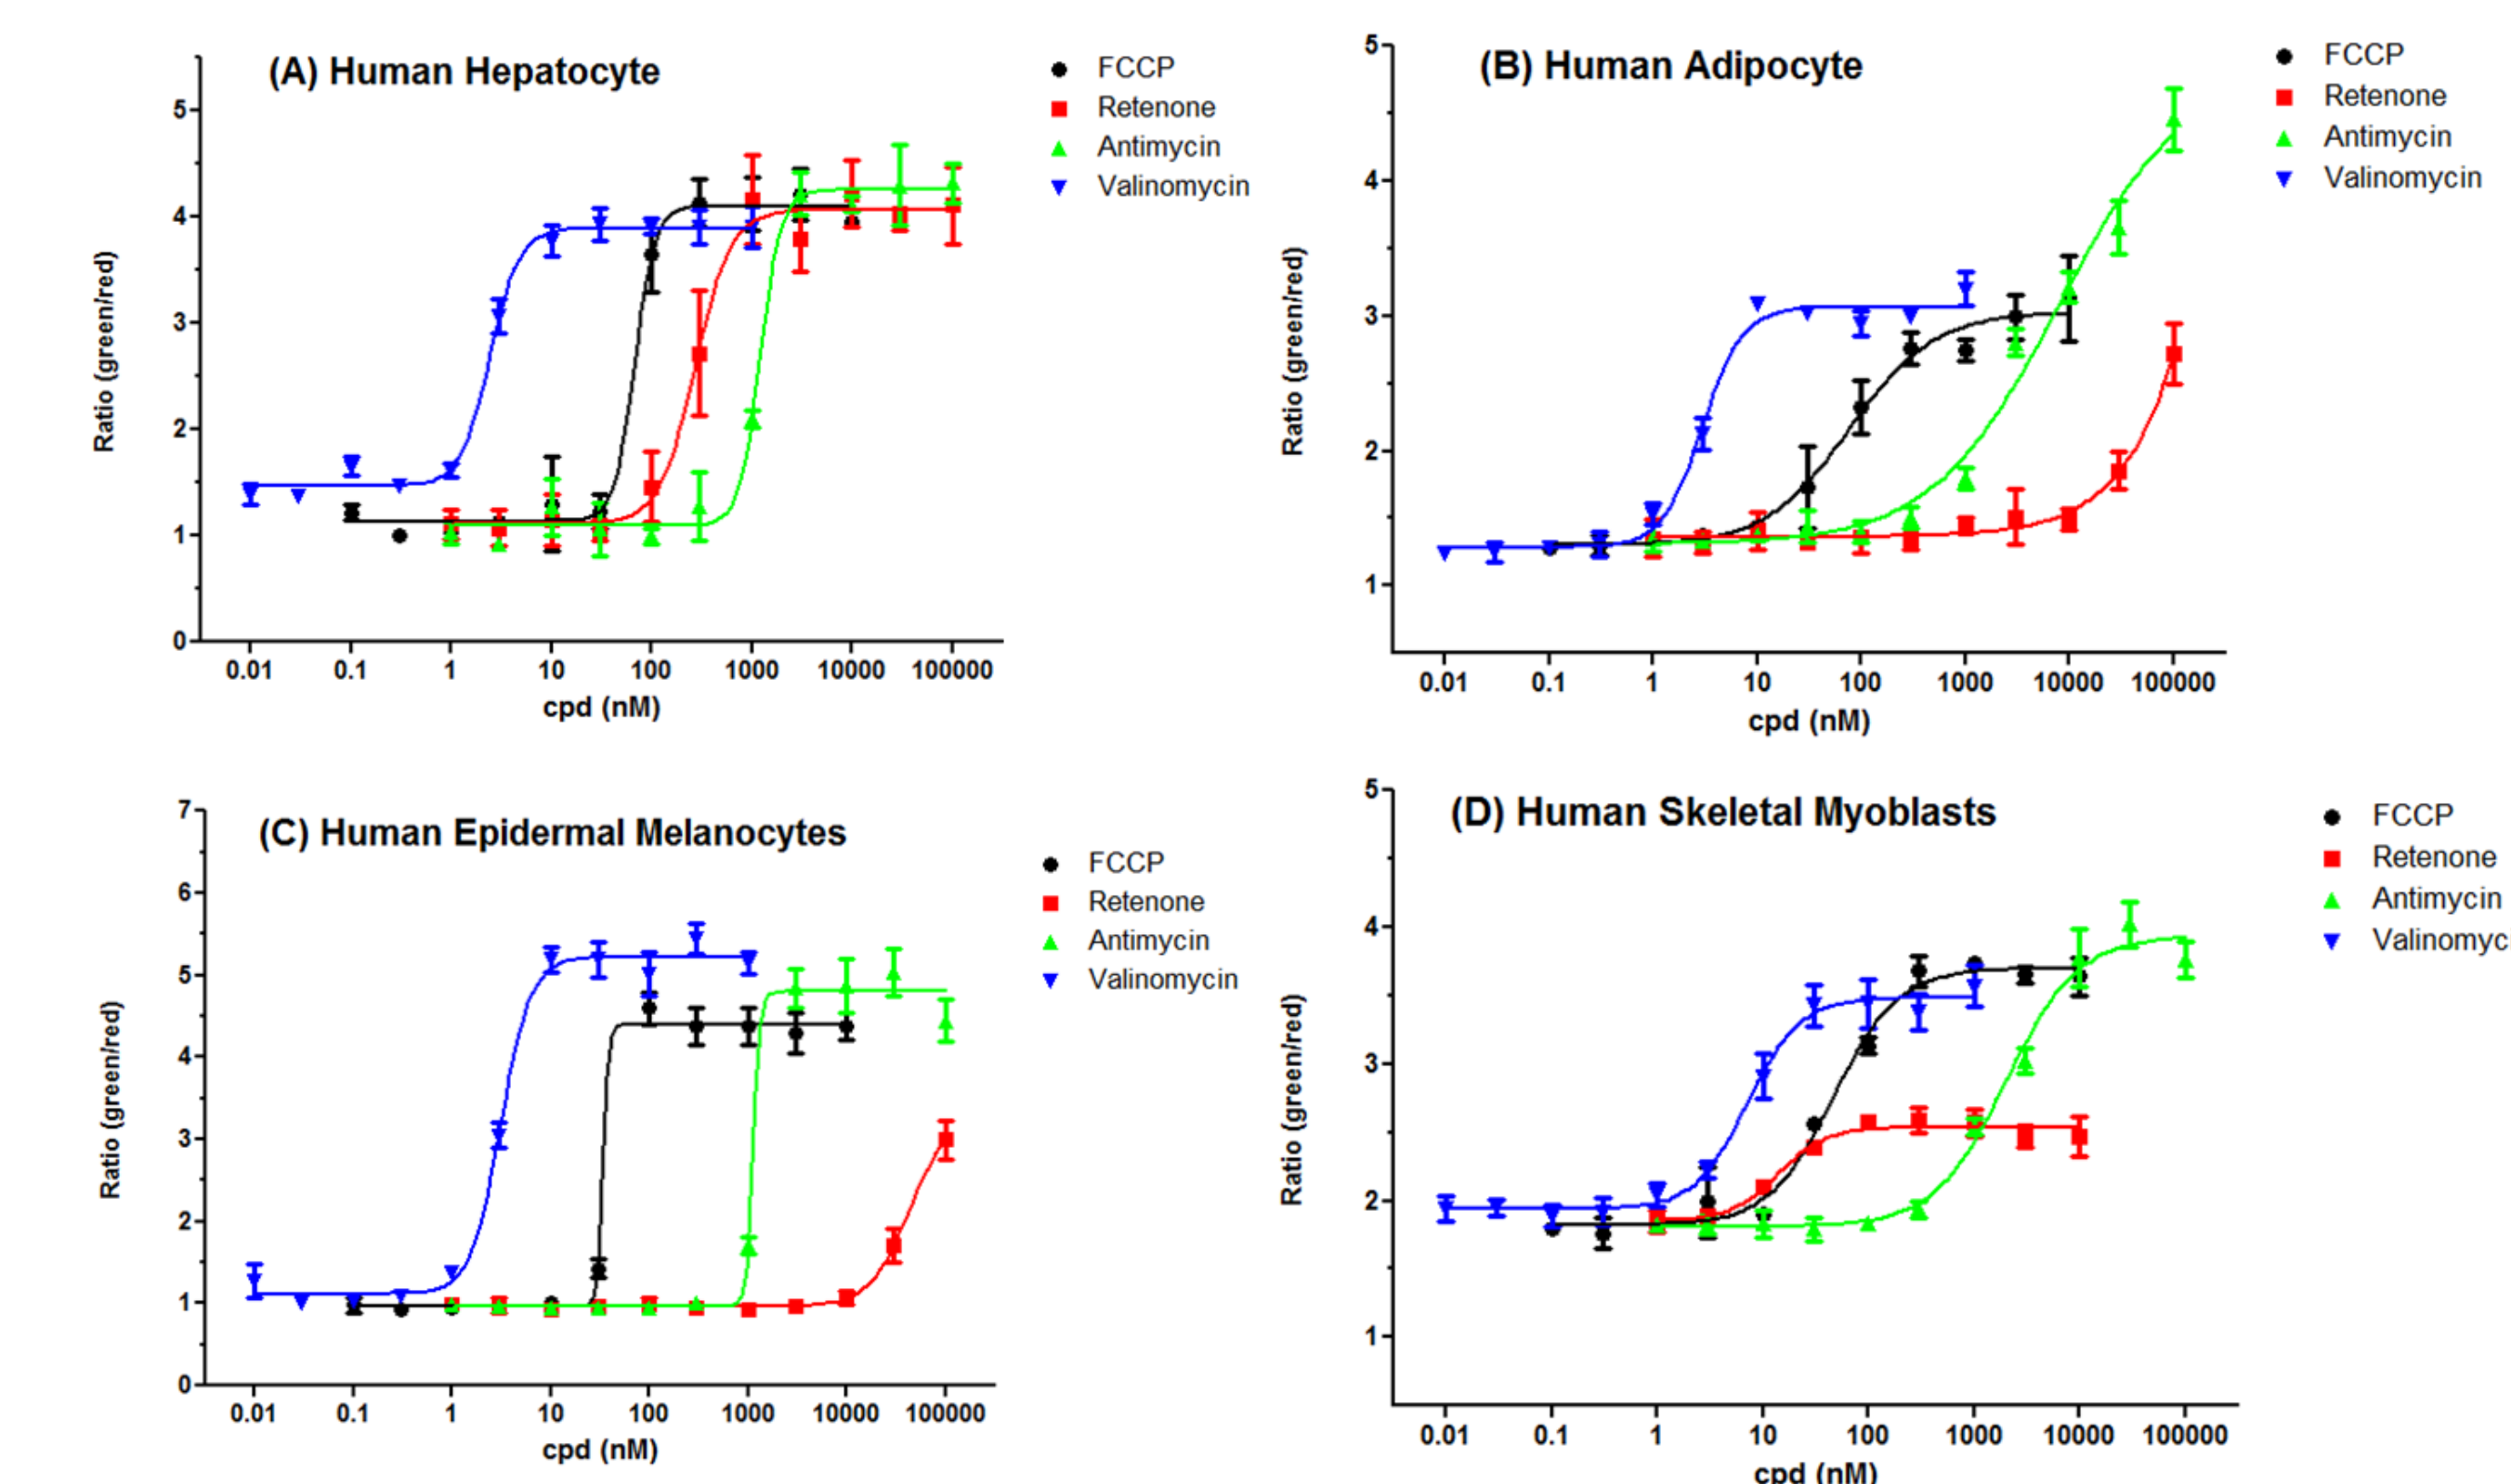 (A) Human Hepatocyte
FCCP
Retenone
Antimycin
Valinomycin
5
4
3
2
1
0
Ratio (green/red)
0.01 0.1 1 10 100 1000 10000 100000
cpd (nM)
(B) Human Adipocyte
FCCP
Retenone
Antimycin
Valinomycin
5
4
3
2
1
Ratio (green/red)
0.01 0.1 1 10 100 1000 10000 100000
cpd (nM)
(C) Human Epidermal Melanocytes
FCCP
Retenone
Antimycin
Valinomycin
7
6
5
4
3
2
1
0
Ratio (green/red)
0.01 0.1 1 10 100 1000 10000 100000
cpd (nM)
(D) Human Skeletal Myoblasts
FCCP
Retenone
Antimycin
Valinomyc
5
4
3
2
1
Ratio (green/red)
0.01 0.1 1 10 100 1000 10000 100000
cpd (nM)